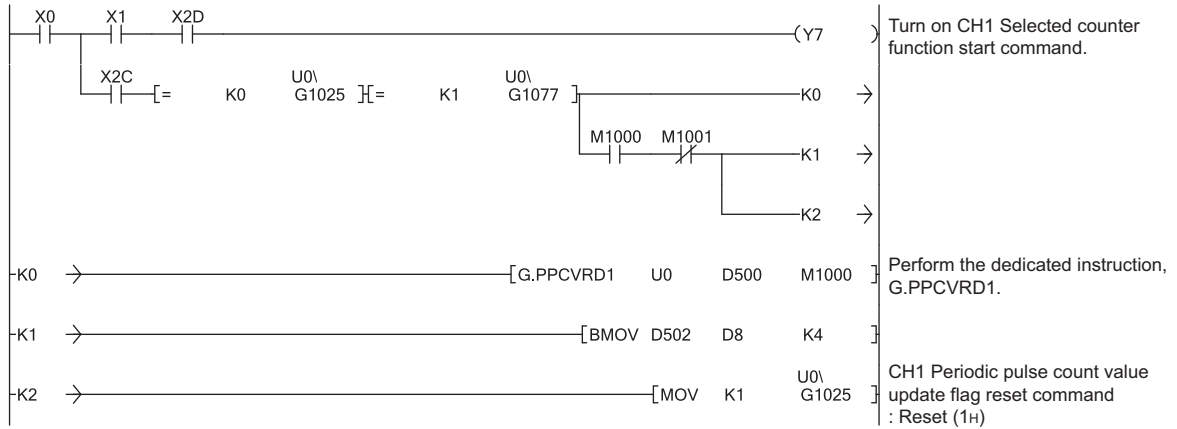 X0 X1 X2D
Y7
Turn on CH1 Selected counter
function start command.
X2C U0\ U0\
= K0 G1025 = K1 G1077 K0
M1000 M1001
K1
K2
K0 G.PPCVRD1 U0 D500 M1000
Perform the dedicated instruction,
G.PPCVRD1.
K1 BMOV D502 D8 K4
U0\
K2 MOV K1 G1025
CH1 Periodic pulse count value
update flag reset command
: Reset (1H)